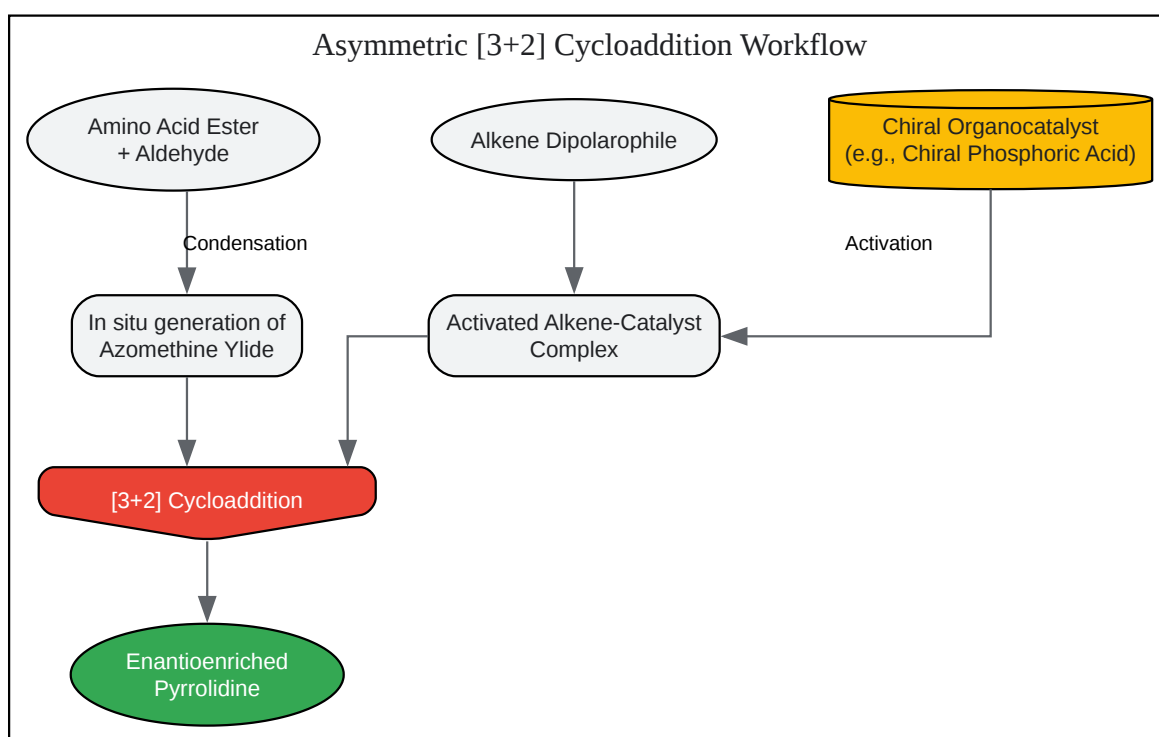 Asymmetric [3+2] Cycloaddition Workflow
Amino Acid Ester
+ Aldehyde
Alkene Dipolarophile
Chiral Organocatalyst
(e.g., Chiral Phosphoric Acid)
Condensation
Activation
In situ generation of
Azomethine Ylide
Activated Alkene-Catalyst
Complex
[3+2] Cycloaddition
Enantioenriched
Pyrrolidine